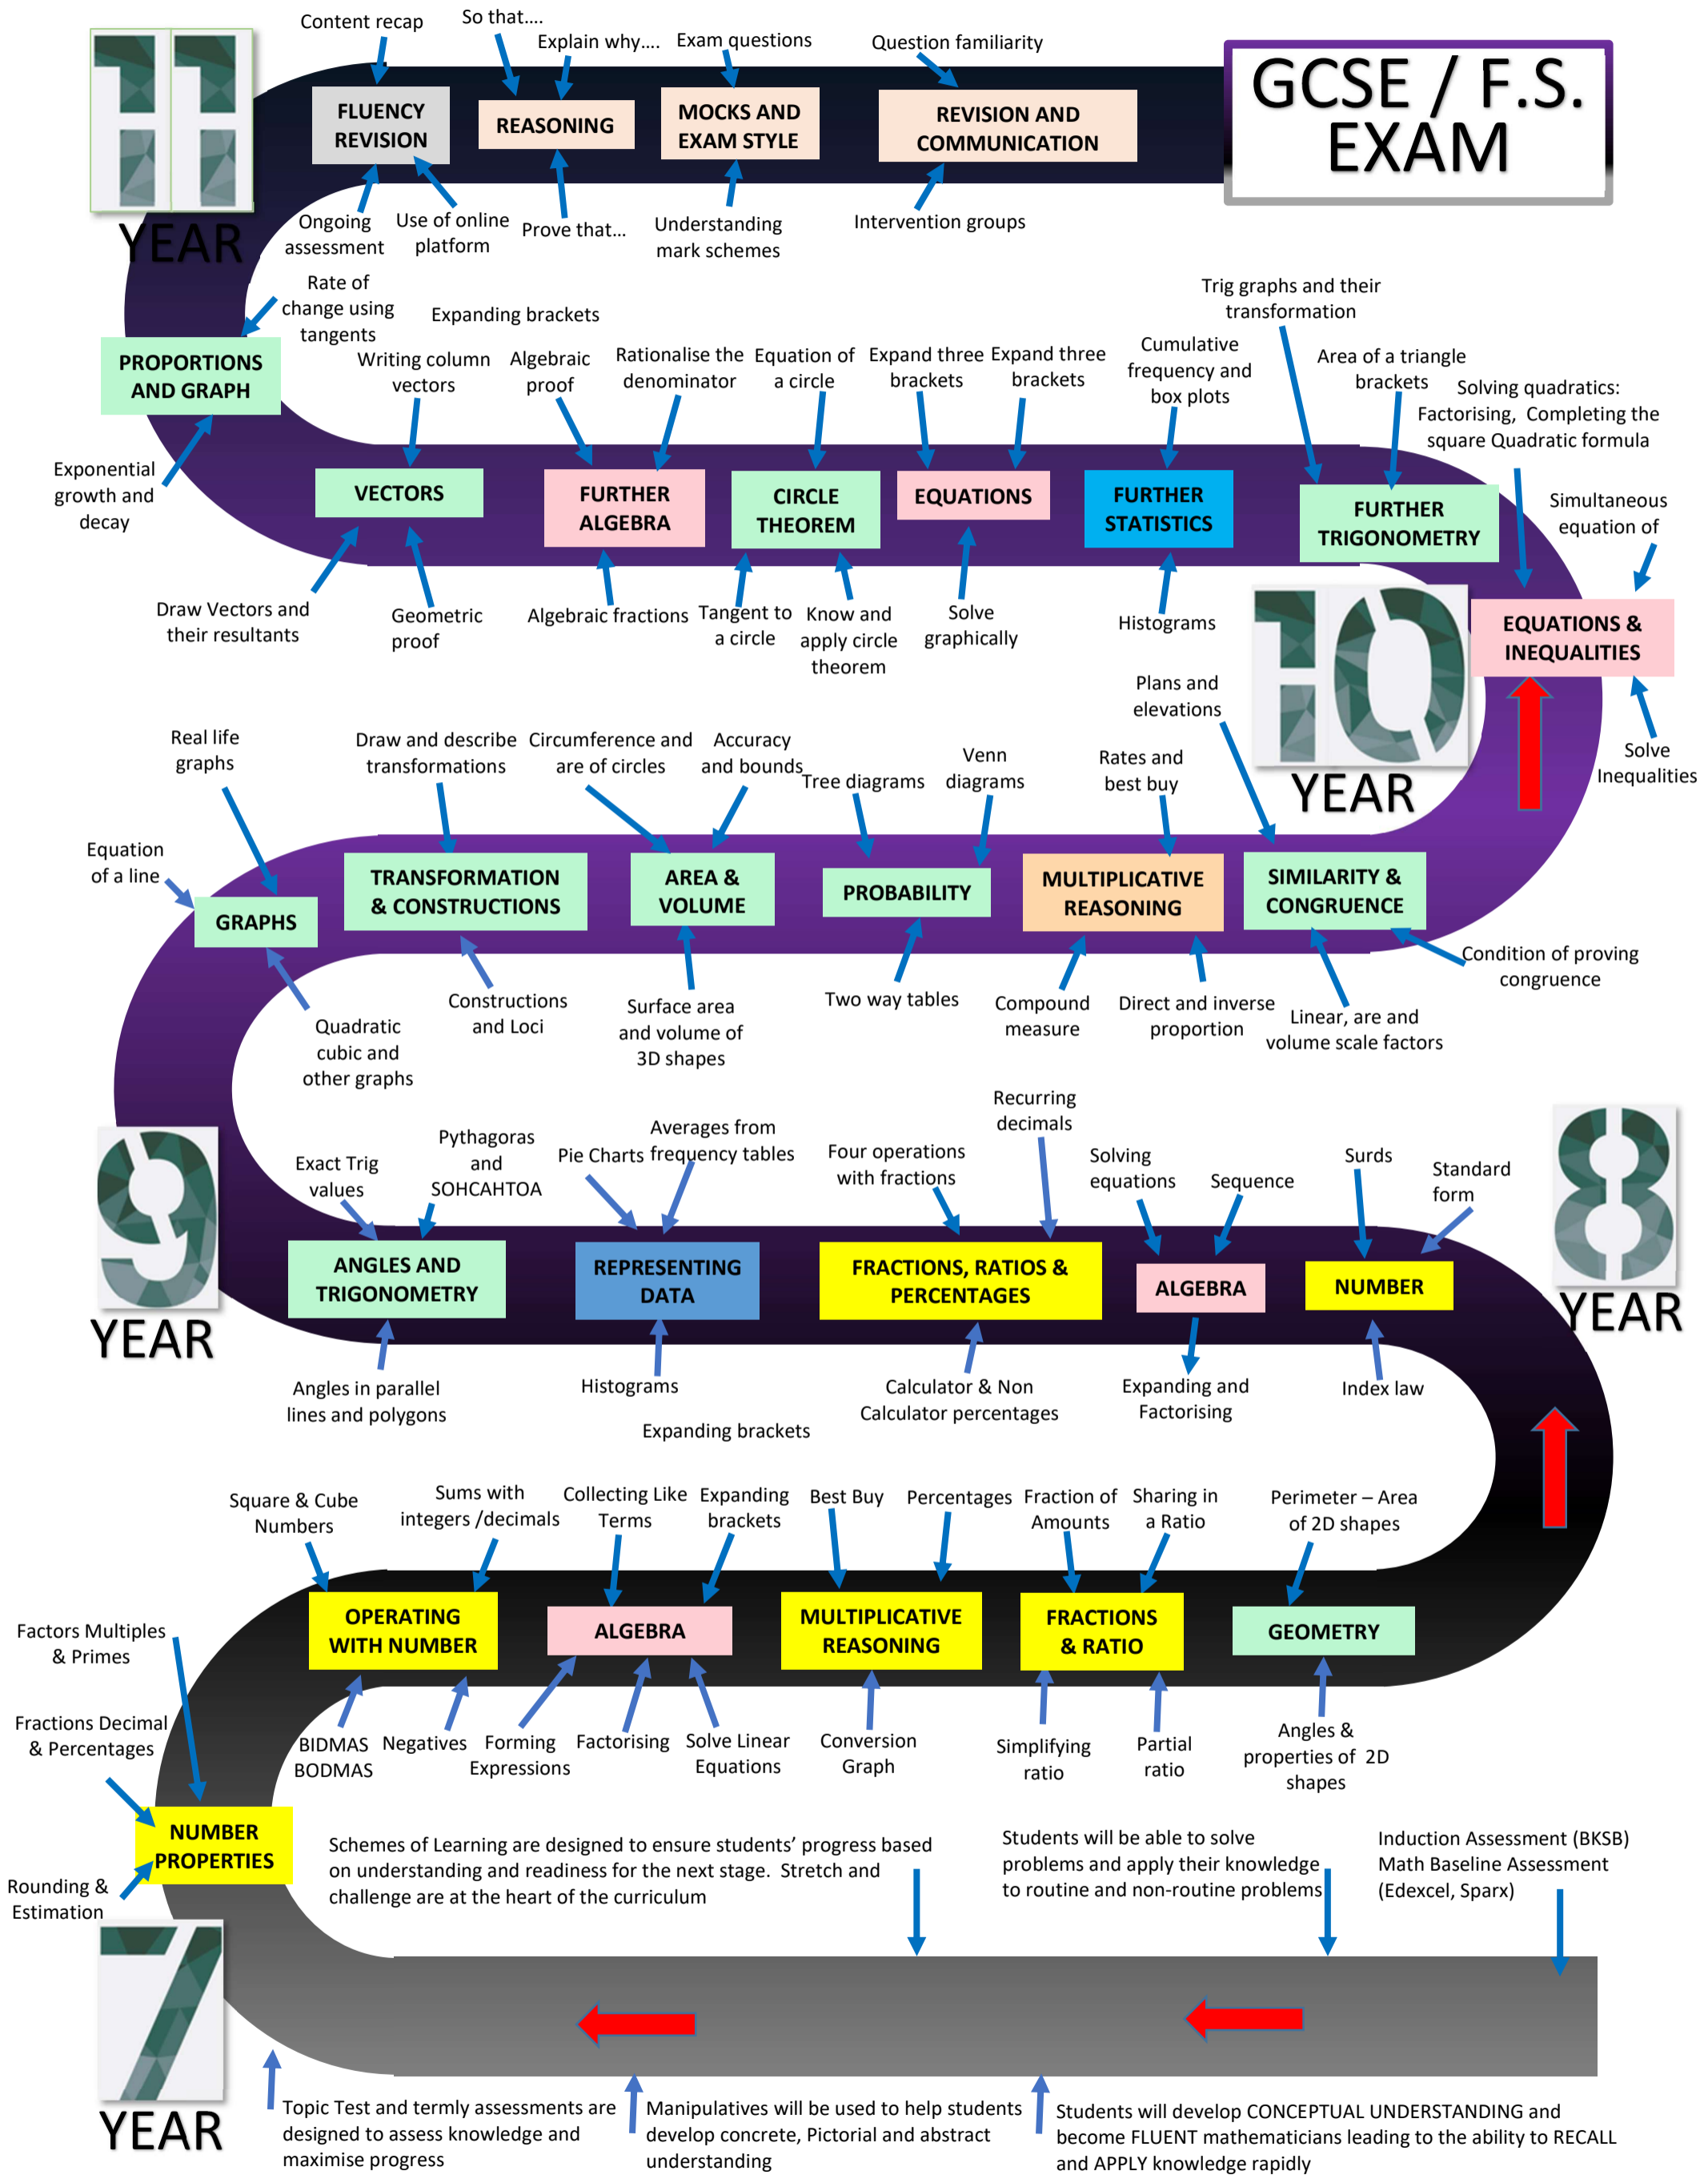 Content recap
So that....
Explain why....
Exam questions
Question familiarity
GCSE / F.S.
EXAM
11
YEAR
FLUENCY
REVISION
REASONING
MOCKS AND
EXAM STYLE
REVISION AND
COMMUNICATION
Ongoing
assessment
Use of online
platform
Prove that...
Understanding
mark schemes
Intervention groups
Rate of
change using
tangents
Expanding brackets
Trig graphs and their
transformation
PROPORTIONS
AND GRAPH
Writing column
vectors
Algebraic
proof
Rationalise the
denominator
Equation of
a circle
Expand three
brackets
Expand three
brackets
Cumulative
frequency and
box plots
Area of a triangle
brackets
Solving quadratics:
Factorising, Completing the
square Quadratic formula
Exponential
growth and
decay
VECTORS
FURTHER
ALGEBRA
CIRCLE
THEOREM
EQUATIONS
FURTHER
STATISTICS
FURTHER
TRIGONOMETRY
Simultaneous
equation of
Draw Vectors and
their resultants
Geometric
proof
Algebraic fractions
Tangent to
a circle
Know and
apply circle
theorem
Solve
graphically
Histograms
10
YEAR
EQUATIONS &
INEQUALITIES
Solve
Inequalities
Plans and
elevations
Real life
graphs
Draw and describe
transformations
Circumference and
are of circles
Accuracy
and bounds
Tree diagrams
Venn
diagrams
Rates and
best buy
Equation
of a line
GRAPHS
TRANSFORMATION
& CONSTRUCTIONS
AREA &
VOLUME
PROBABILITY
MULTIPLICATIVE
REASONING
SIMILARITY &
CONGRUENCE
Condition of proving
congruence
Quadratic
cubic and
other graphs
Constructions
and Loci
Surface area
and volume of
3D shapes
Two way tables
Compound
measure
Direct and inverse
proportion
Linear, are and
volume scale factors
9
YEAR
Exact Trig
values
Pythagoras
and
SOHCAHTOA
Pie Charts
Averages from
frequency tables
Four operations
with fractions
Recurring
decimals
Solving
equations
Sequence
Surds
Standard
form
8
YEAR
ANGLES AND
TRIGONOMETRY
REPRESENTING
DATA
FRACTIONS, RATIOS &
PERCENTAGES
ALGEBRA
NUMBER
Angles in parallel
lines and polygons
Histograms
Expanding brackets
Calculator & Non
Calculator percentages
Expanding and
Factorising
Index law
Square & Cube
Numbers
Sums with
integers /decimals
Collecting Like
Terms
Expanding
brackets
Best Buy
Percentages
Fraction of
Amounts
Sharing in
a Ratio
Perimeter – Area
of 2D shapes
OPERATING
WITH NUMBER
ALGEBRA
MULTIPLICATIVE
REASONING
FRACTIONS
& RATIO
GEOMETRY
Factors Multiples
& Primes
Fractions Decimal
& Percentages
BIDMAS
BODMAS
Negatives
Forming
Expressions
Factorising
Solve Linear
Equations
Conversion
Graph
Simplifying
ratio
Partial
ratio
Angles &
properties of 2D
shapes
NUMBER
PROPERTIES
Rounding &
Estimation
Schemes of Learning are designed to ensure students’ progress based
on understanding and readiness for the next stage. Stretch and
challenge are at the heart of the curriculum
Students will be able to solve
problems and apply their knowledge
to routine and non-routine problems
Induction Assessment (BKSB)
Math Baseline Assessment
(Edexcel, Sparx)
7
YEAR
Topic Test and termly assessments are
designed to assess knowledge and
maximise progress
Manipulatives will be used to help students
develop concrete, Pictorial and abstract
understanding
Students will develop CONCEPTUAL UNDERSTANDING and
become FLUENT mathematicians leading to the ability to RECALL
and APPLY knowledge rapidly